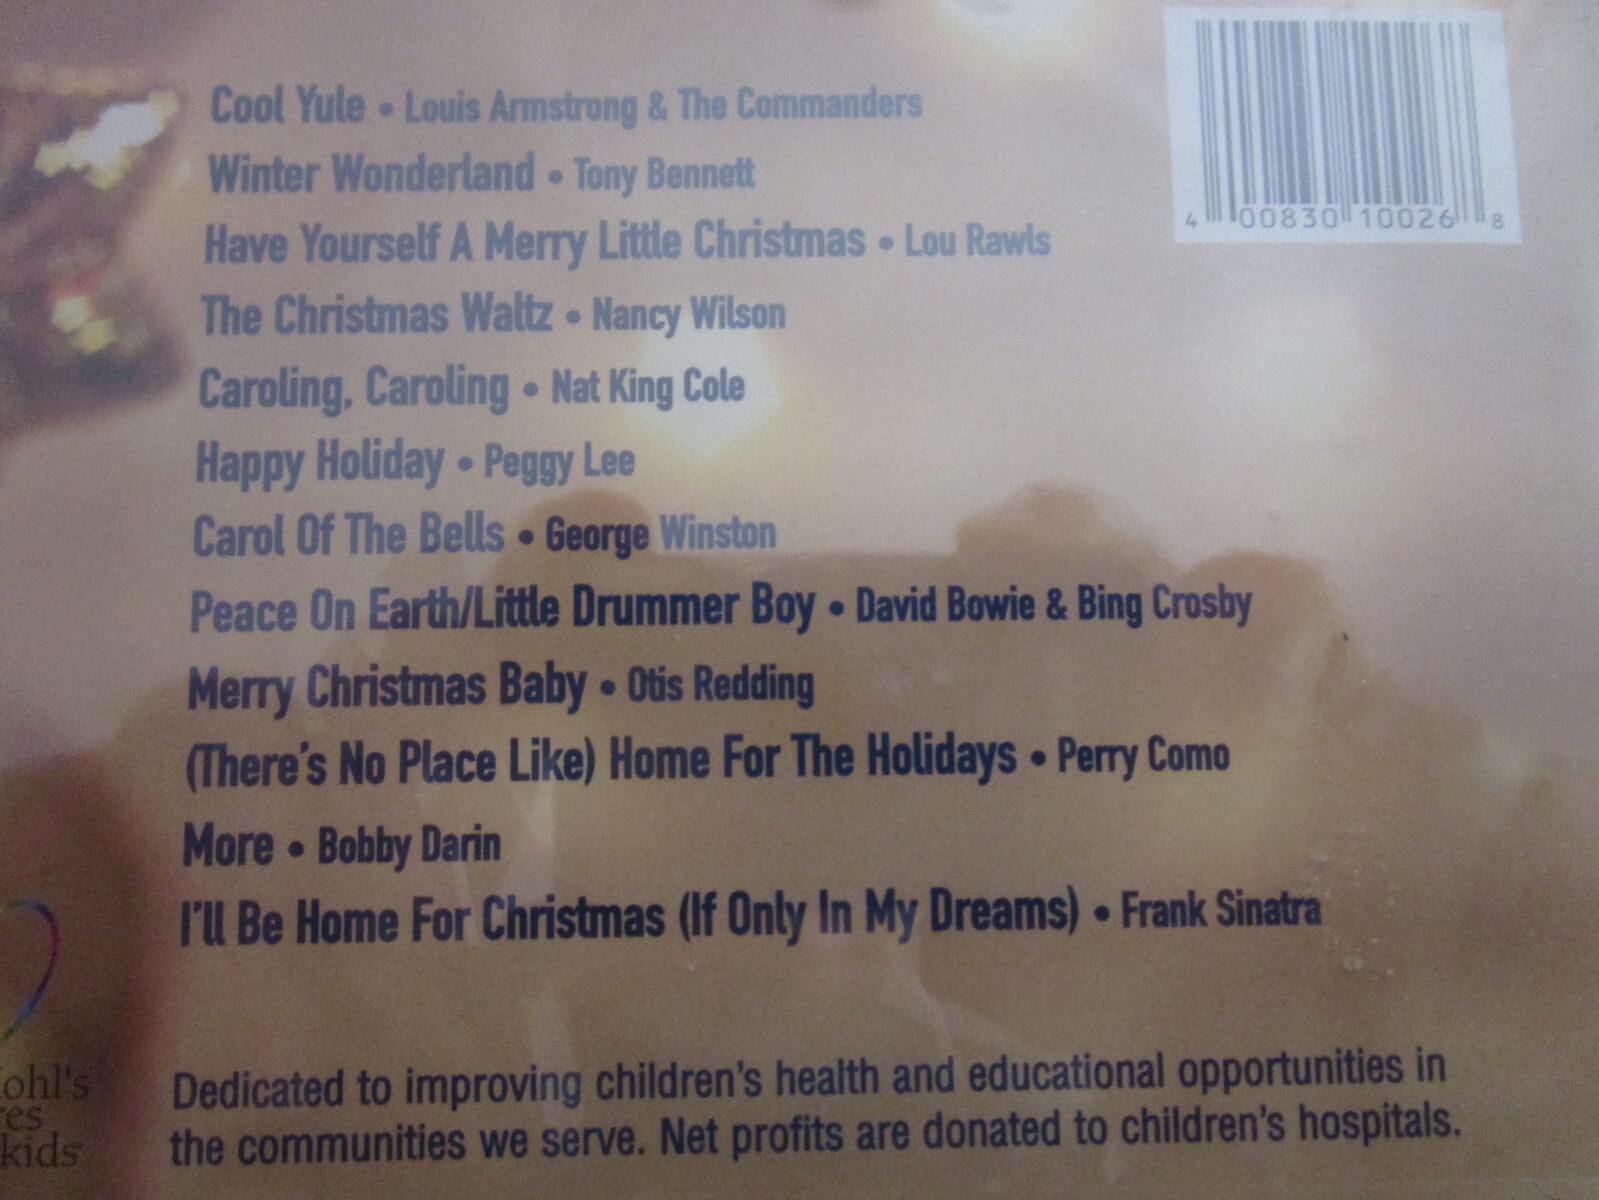 Cool Yule • Louis Armstrong & The Commanders
Winter Wonderland • Tony Bennett
Have Yourself A Merry Little Christmas • Lou Rawls
The Christmas Waltz • Nancy Wilson
Caroling, Caroling • Nat King Cole
Happy Holiday • Peggy Lee
Carol Of The Bells • George Winston
Peace On Earth/Little Drummer Boy • David Bowie & Bing Crosby
Merry Christmas Baby • Otis Redding
(There's No Place Like) Home For The Holidays • Perry Como
More • Bobby Darin
I'll Be Home For Christmas (If Only In My Dreams) • Frank Sinatra
4 00830 10026 8
ohl's
res
kids
Dedicated to improving children's health and educational opportunities in
the communities we serve. Net profits are donated to children's hospitals.